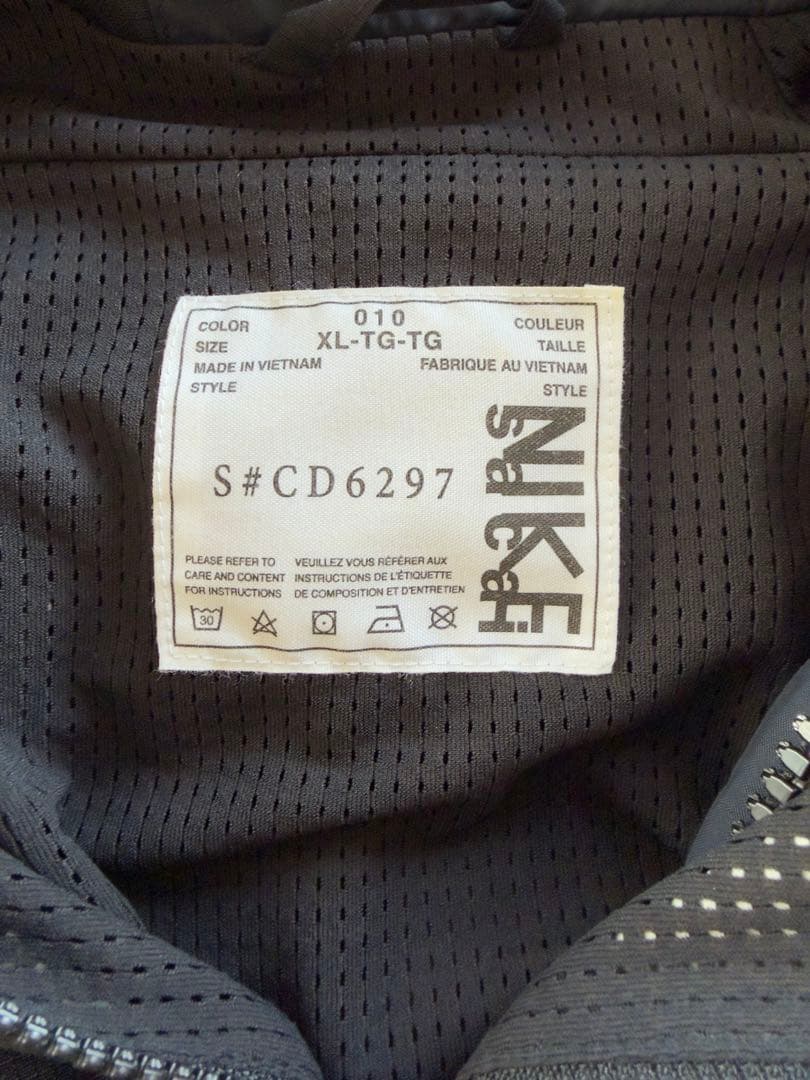 COLOR 010 COULEUR
SIZE XL-TG-TG TAILLE
MADE IN VIETNAM FABRIQUE AU VIETNAM
STYLE STYLE
S#CD6297
NIKE
sacai
PLEASE REFER TO
CARE AND CONTENT
FOR INSTRUCTIONS
VEUILLEZ VOUS RÉFÉRER AUX
INSTRUCTIONS DE L'ÉTIQUETTE
DE COMPOSITION ET D'ENTRETIEN
30